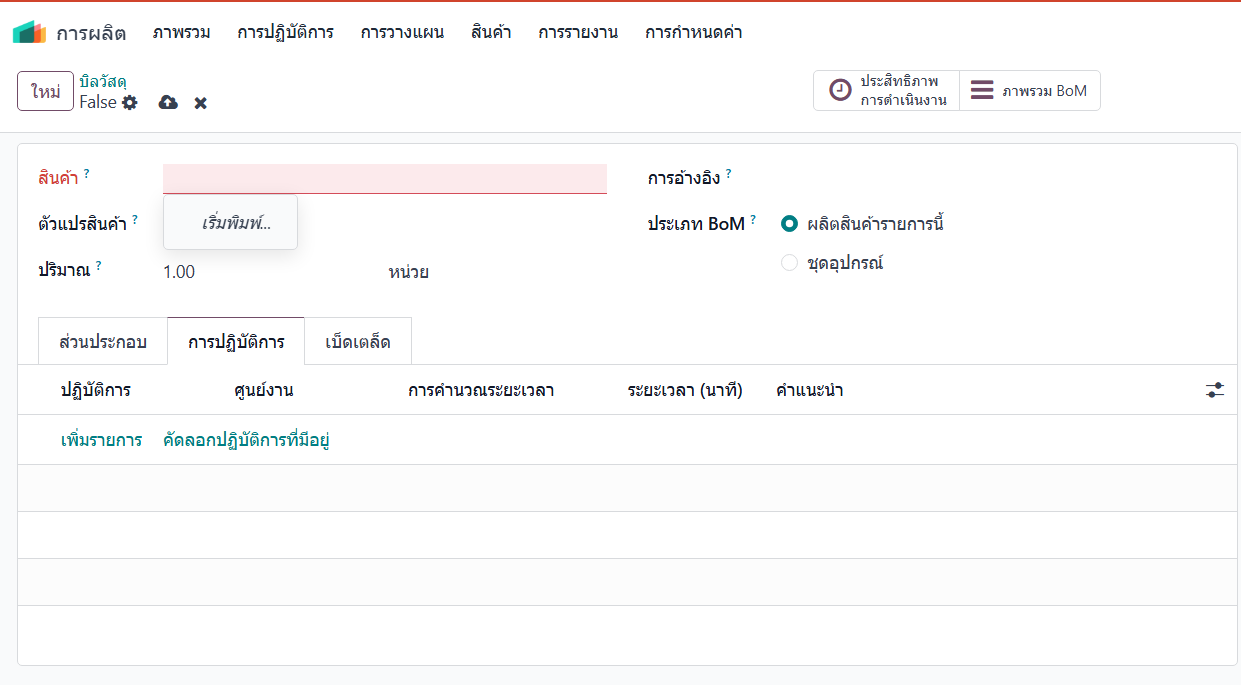 การผลิต ภาพรวม การปฏิบัติการ การวางแผน สินค้า การรายงาน การกำหนดค่า
ใหม่
บิลวัสดุ
False
ประสิทธิภาพ
การดำเนินงาน
ภาพรวม BoM
สินค้า ?
การอ้างอิง ?
ตัวแปรสินค้า ?
เริ่มพิมพ์...
ประเภท BoM ? ผลิตสินค้ารายการนี้
ปริมาณ ? 1.00 หน่วย
ชุดอุปกรณ์
ส่วนประกอบ การปฏิบัติการ เบ็ดเตล็ด
ปฏิบัติการ ศูนย์งาน การคำนวณระยะเวลา ระยะเวลา (นาที) คำแนะนำ
เพิ่มรายการ คัดลอกปฏิบัติการที่มีอยู่